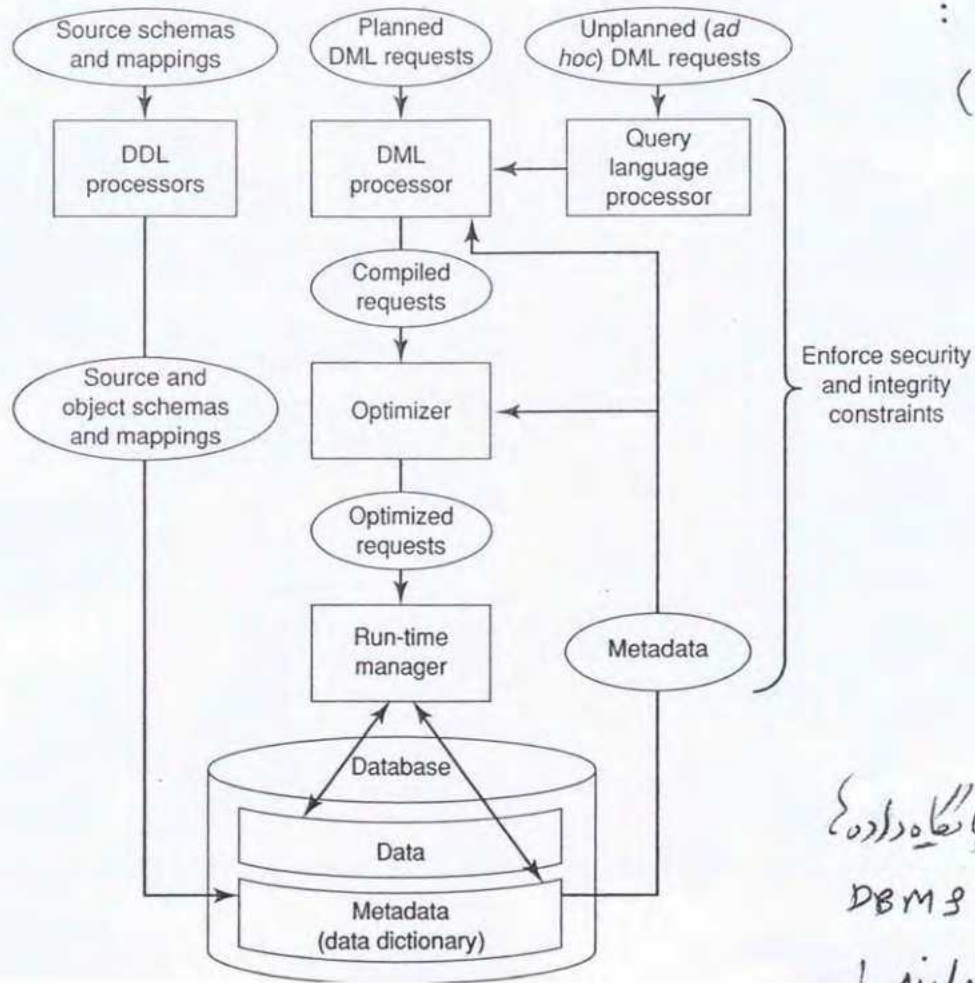 Source schemas
and mappings
Planned
DML requests
Unplanned (ad
hoc) DML requests
:
(
DDL
processors
DML
processor
Query
language
processor
Compiled
requests
Source and
object schemas
and mappings
Optimizer
Enforce security
and integrity
constraints
Optimized
requests
Run-time
manager
Metadata
Database
Data
Metadata
(data dictionary)
پایگاه داده
DBMS